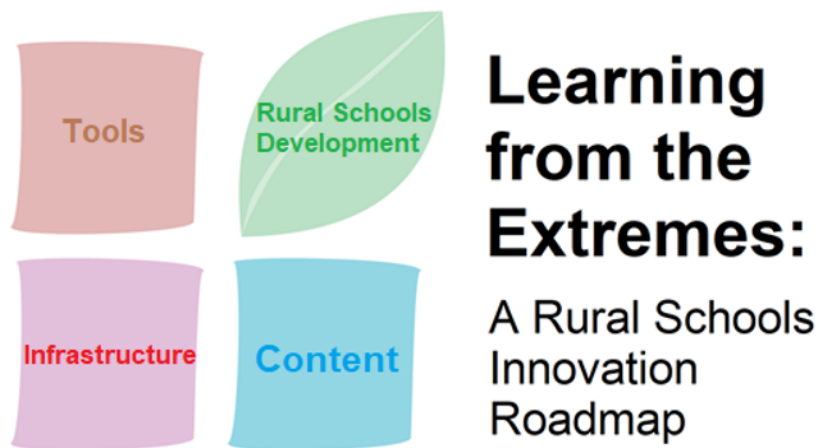 Tools
Rural Schools
Development
Infrastructure
Content
Learning
from the
Extremes:
A Rural Schools
Innovation
Roadmap